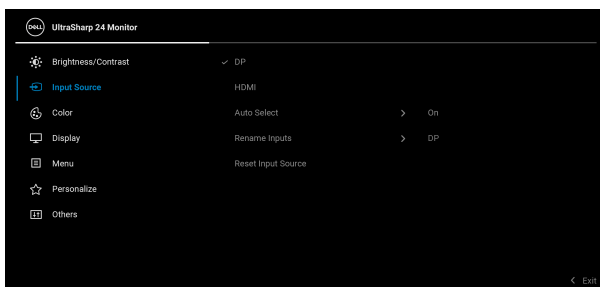 DELL UltraSharp 24 Monitor
Brightness/Contrast DP
Input Source HDMI
Color Auto Select On
Display Rename Inputs DP
Menu Reset Input Source
Personalize
Others
Exit